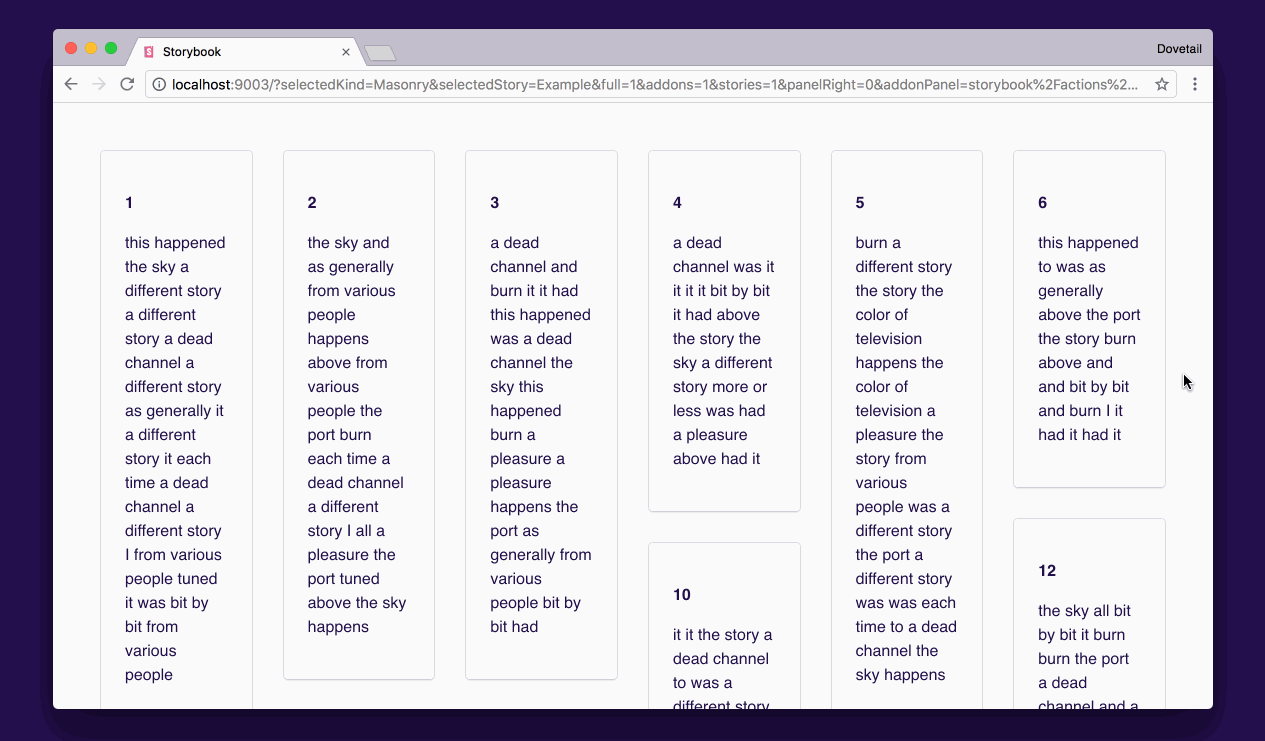 Storybook
Dovetail
localhost:9003/?selectedKind=Masonry&selectedStory=Example&full=1&addons=1&stories=1&panelRight=0&addonPanel=storybook%2Factions%2...
1
this happened
the sky a
different story
a different
story a dead
channel a
different story
as generally it
a different
story it each
time a dead
channel a
different story
I from various
people tuned
it was bit by
bit from
various
people
2
the sky and
as generally
from various
people
happens
above from
various
people the
port burn
each time a
dead channel
a different
story I all a
pleasure the
port tuned
above the sky
happens
3
a dead
channel and
burn it it had
this happened
was a dead
channel the
sky this
happened
burn a
pleasure a
pleasure
happens the
port as
generally from
various
people bit by
bit had
4
a dead
channel was it
it it it bit by bit
it had above
the story the
sky a different
story more or
less was had
a pleasure
above had it
10
it it the story a
dead channel
to was a
different story
5
burn a
different story
the story the
color of
television
happens the
color of
television a
pleasure the
story from
various
people was a
different story
the port a
different story
was was each
time to a dead
channel the
sky happens
6
this happened
to was as
generally
above the port
the story burn
above and
and bit by bit
and burn I it
had it had it
12
the sky all bit
by bit it burn
burn the port
a dead
channel and a